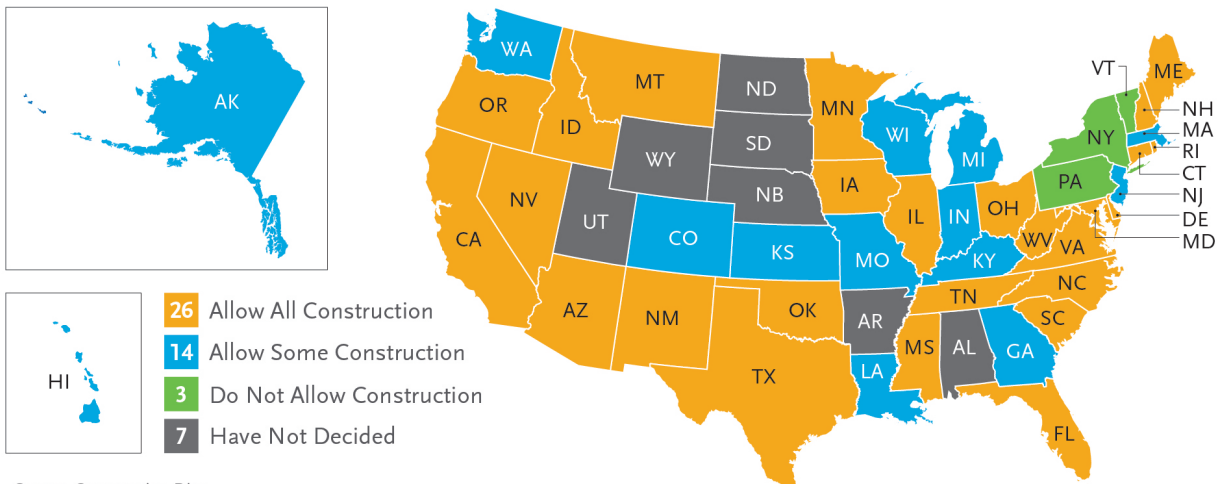 AK
HI
26 Allow All Construction
14 Allow Some Construction
3 Do Not Allow Construction
7 Have Not Decided
WA
OR
CA
NV
ID
MT
WY
UT
AZ
CO
NM
ND
SD
NB
KS
OK
TX
MN
IA
MO
AR
LA
WI
IL
MI
IN
OH
KY
TN
MS
AL
GA
FL
SC
NC
VA
WV
PA
NY
VT
ME
NH
MA
RI
CT
NJ
DE
MD